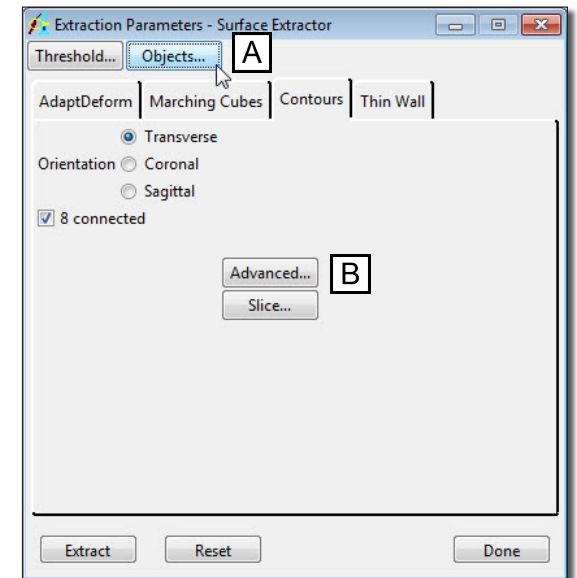 Extraction Parameters - Surface Extractor
Threshold... Objects... A
AdaptDeform Marching Cubes Contours Thin Wall
Transverse
Orientation Coronal
Sagittal
8 connected
Advanced... B
Slice...
Extract Reset Done